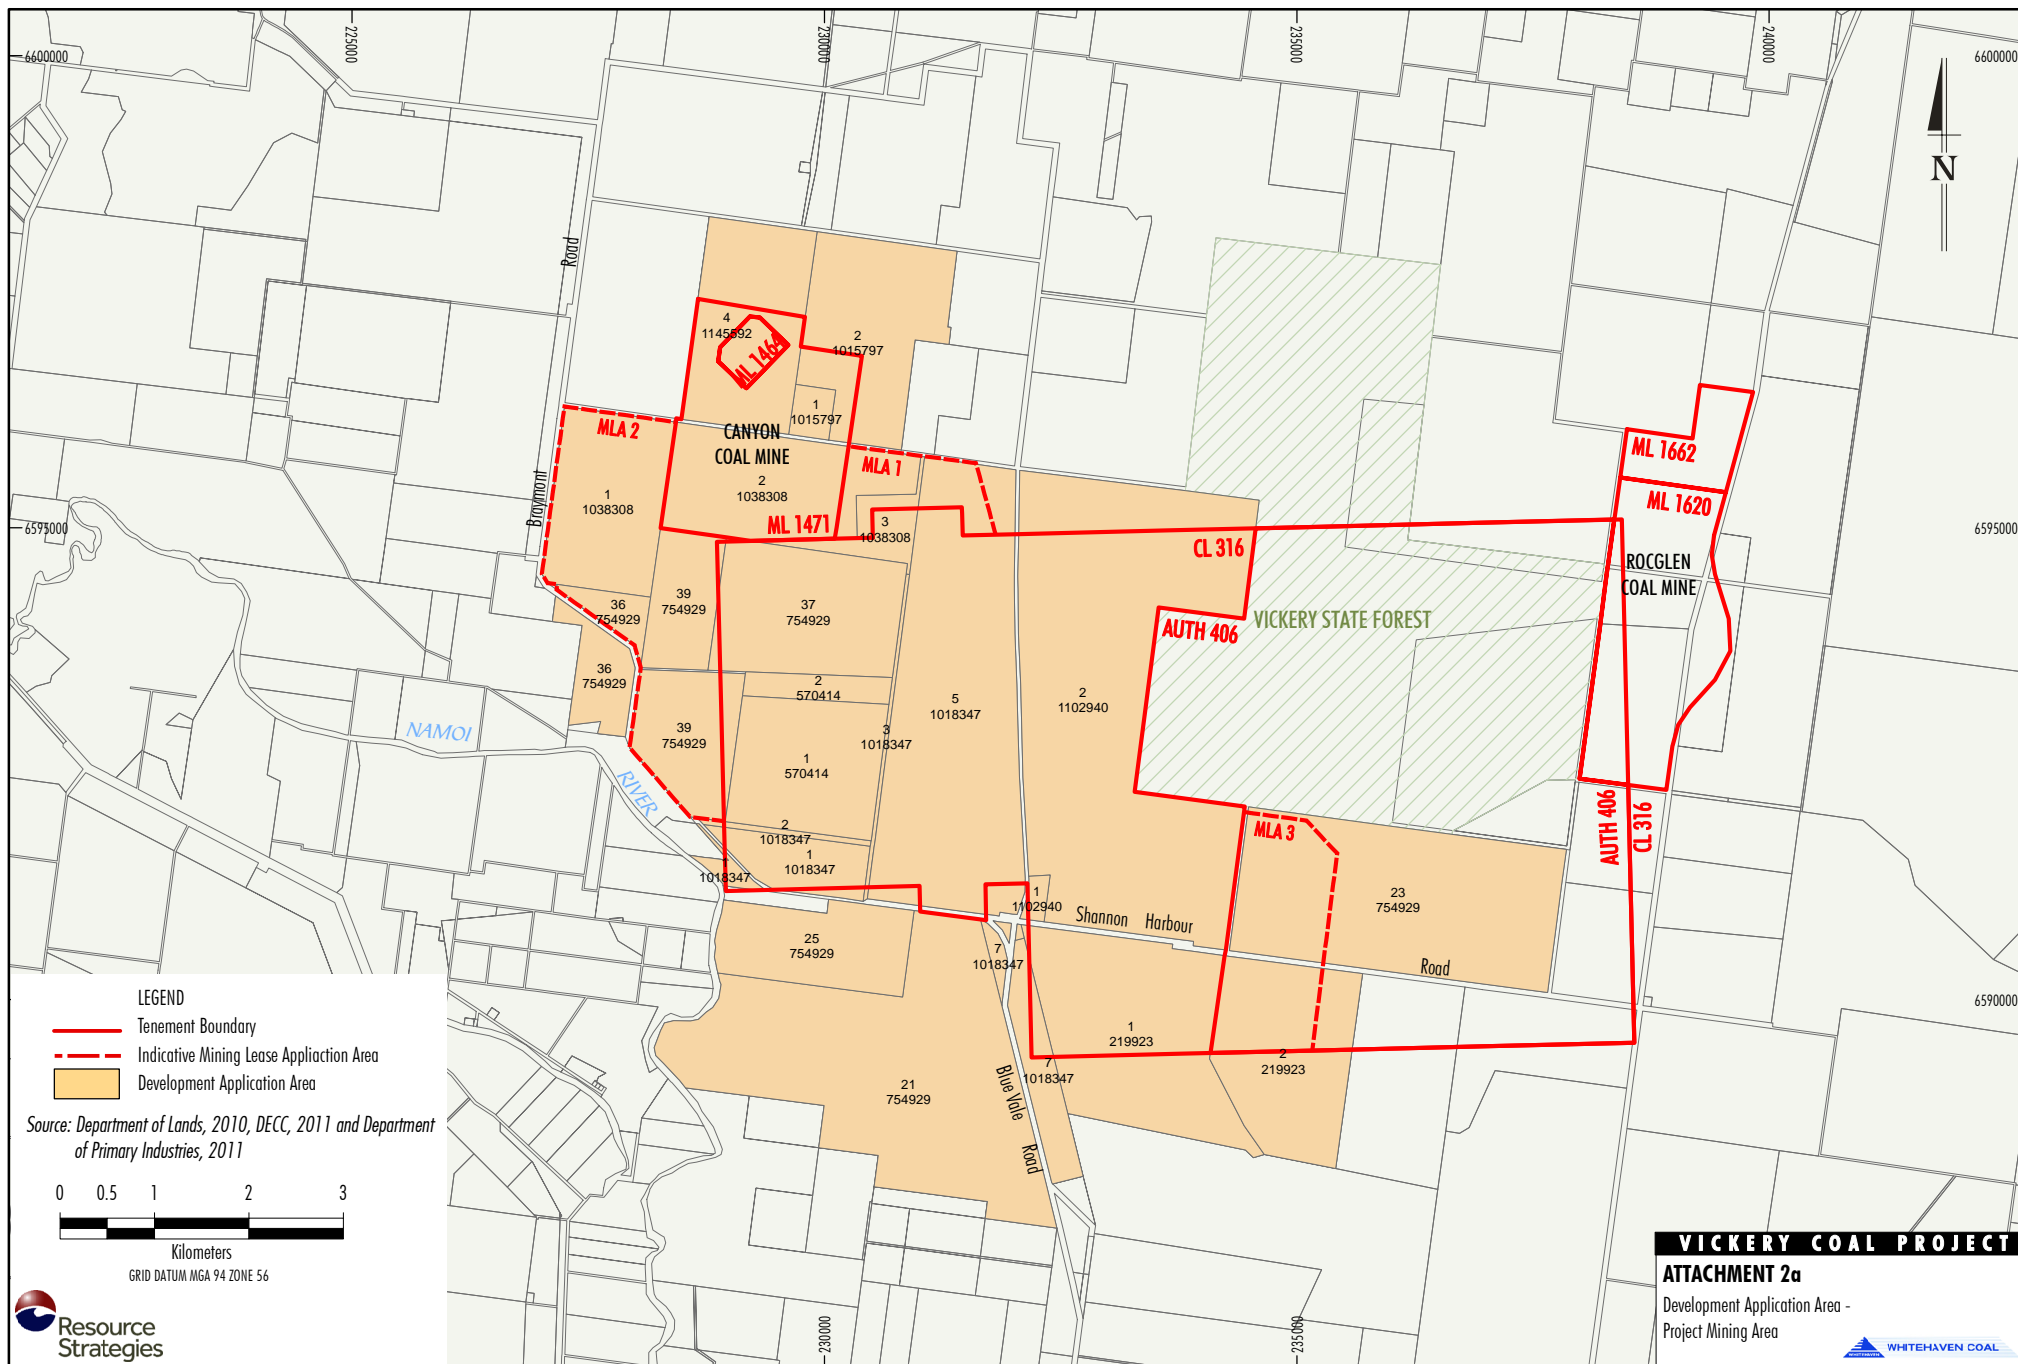 225000
230000
235000
240000
6600000
6600000
N
Road
4
1145592
ML 1464
2
1015797
1
1015797
MLA 2
CANYON
COAL MINE
MLA 1
2
1038308
ML 1471
1
1038308
Braymont
3
1038308
6595000
6595000
CL 316
ML 1662
ML 1620
ROCGLEN
COAL MINE
36
754929
39
754929
37
754929
AUTH 406
VICKERY STATE FOREST
36
754929
2
570414
5
1018347
2
1102940
39
754929
3
1018347
1
570414
NAMOI
RIVER
2
1018347
1
1018347
1
1018347
MLA 3
AUTH 406
CL 316
1
1102940
Shannon Harbour
Road
23
754929
25
754929
7
1018347
6590000
1
219923
2
219923
7
1018347
21
754929
Blue Vale
Road
LEGEND
Tenement Boundary
Indicative Mining Lease Appliaction Area
Development Application Area
Source: Department of Lands, 2010, DECC, 2011 and Department
of Primary Industries, 2011
0 0.5 1 2 3
Kilometers
GRID DATUM MGA 94 ZONE 56
Resource
Strategies
230000
235000
VICKERY COAL PROJECT
ATTACHMENT 2a
Development Application Area -
Project Mining Area
WHITEHAVEN COAL